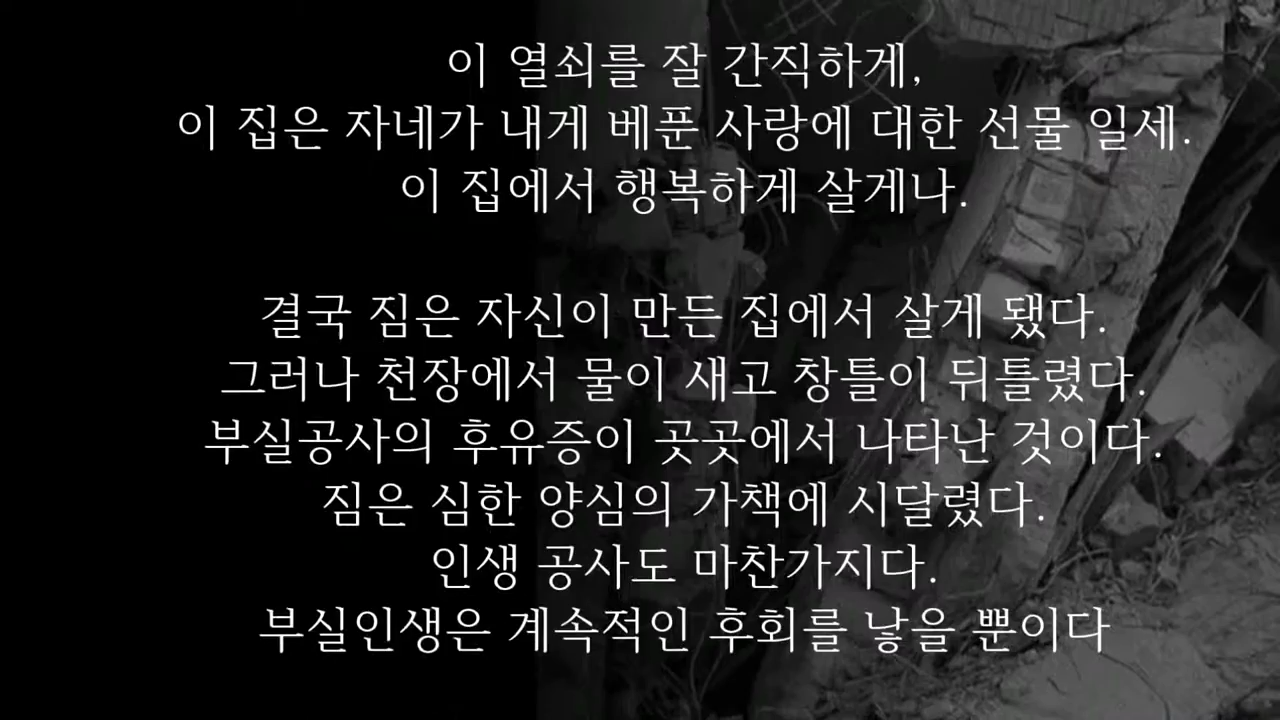 이 열쇠를 잘 간직하게,
이 집은 자네가 내게 베푼 사랑에 대한 선물 일세.
이 집에서 행복하게 살게나.
결국 짐은 자신이 만든 집에서 살게 됐다.
그러나 천장에서 물이 새고 창틀이 뒤틀렸다.
부실공사의 후유증이 곳곳에서 나타난 것이다.
짐은 심한 양심의 가책에 시달렸다.
인생 공사도 마찬가지다.
부실인생은 계속적인 후회를 낳을 뿐이다